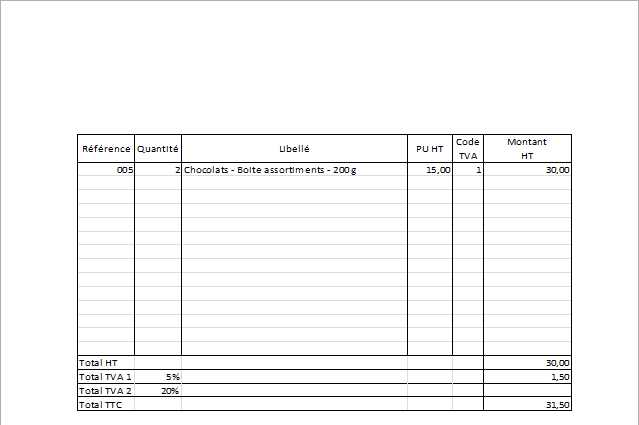 Référence Quantité Libellé PU HT Code TVA Montant HT
005 2 Chocolats - Boite assortiments - 200g 15,00 1 30,00
Total HT 30,00
Total TVA 1 5% 1,50
Total TVA 2 20%
Total TTC 31,50